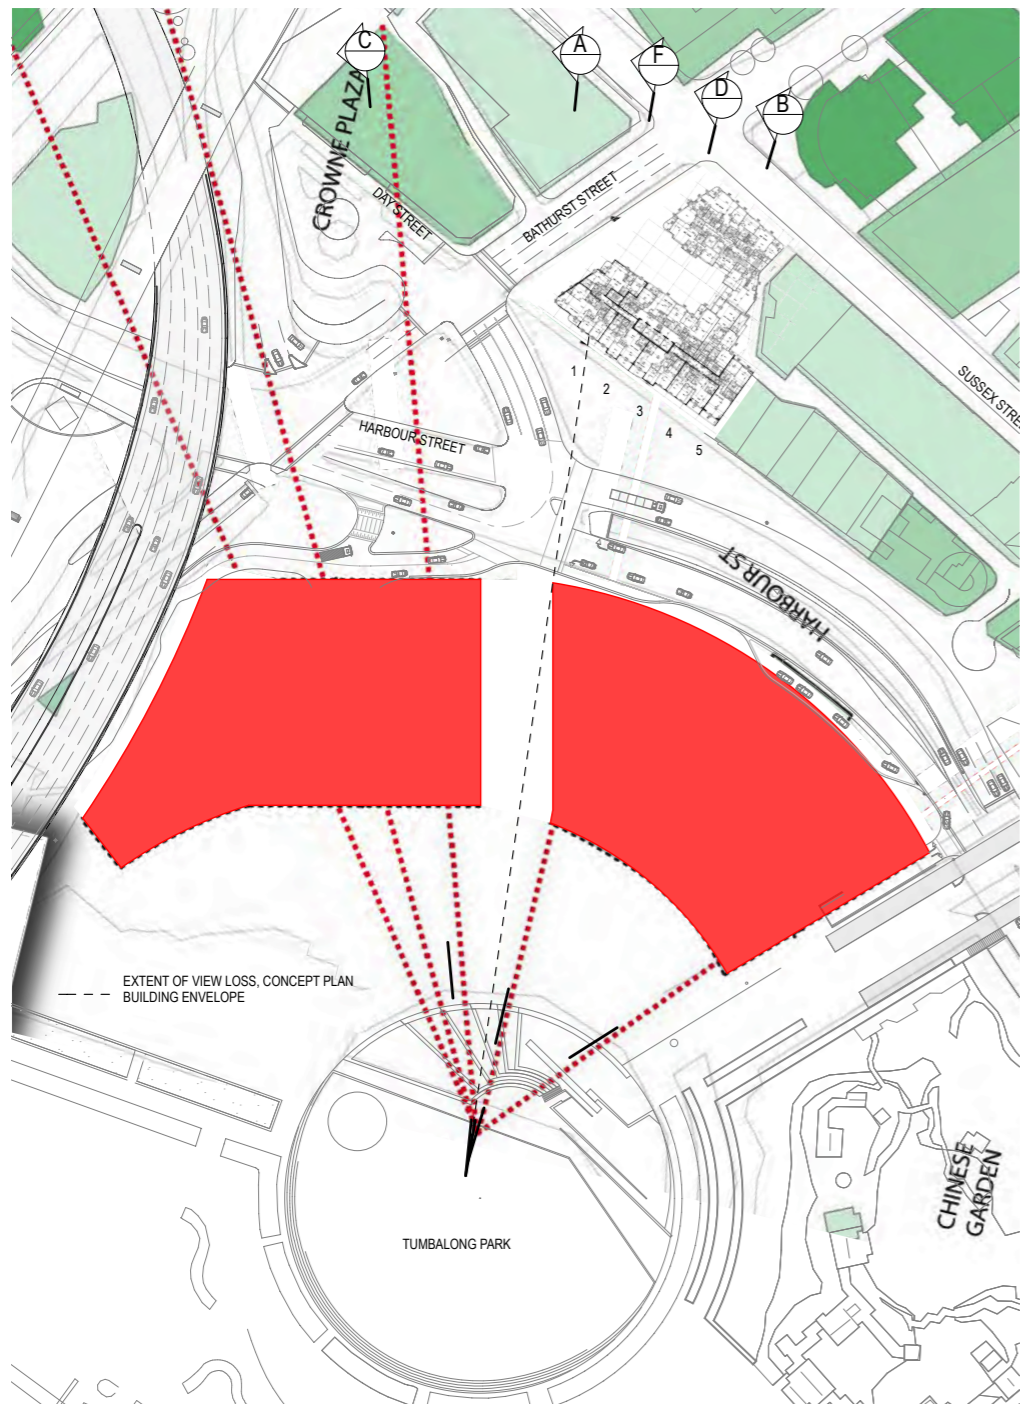 C
A
F
D
B
CROWNE PLAZA
DAY STREET
BATHURST STREET
SUSSEX STREE
1
2
3
4
5
HARBOUR STREET
HARBOUR ST
EXTENT OF VIEW LOSS, CONCEPT PLAN
BUILDING ENVELOPE
CHINESE
GARDEN
TUMBALONG PARK